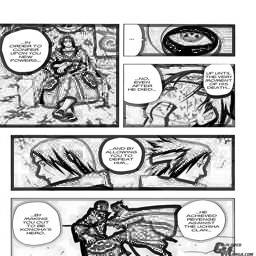 ...
IN
ORDER TO
CONFER
UPON YOU
NEW
POWERS...
...NO,
EVEN
AFTER
HE DIED...
UP UNTIL
THE VERY
MOMENT
OF HIS
DEATH.
...AND BY
ALLOWING
YOU TO
DEFEAT
HIM...
...BY
MAKING
YOU OUT
TO BE
KONOHA'S
HERO.
...HE
ACHIEVED
REVENGE
AGAINST
THE UCHIHA
CLAN...